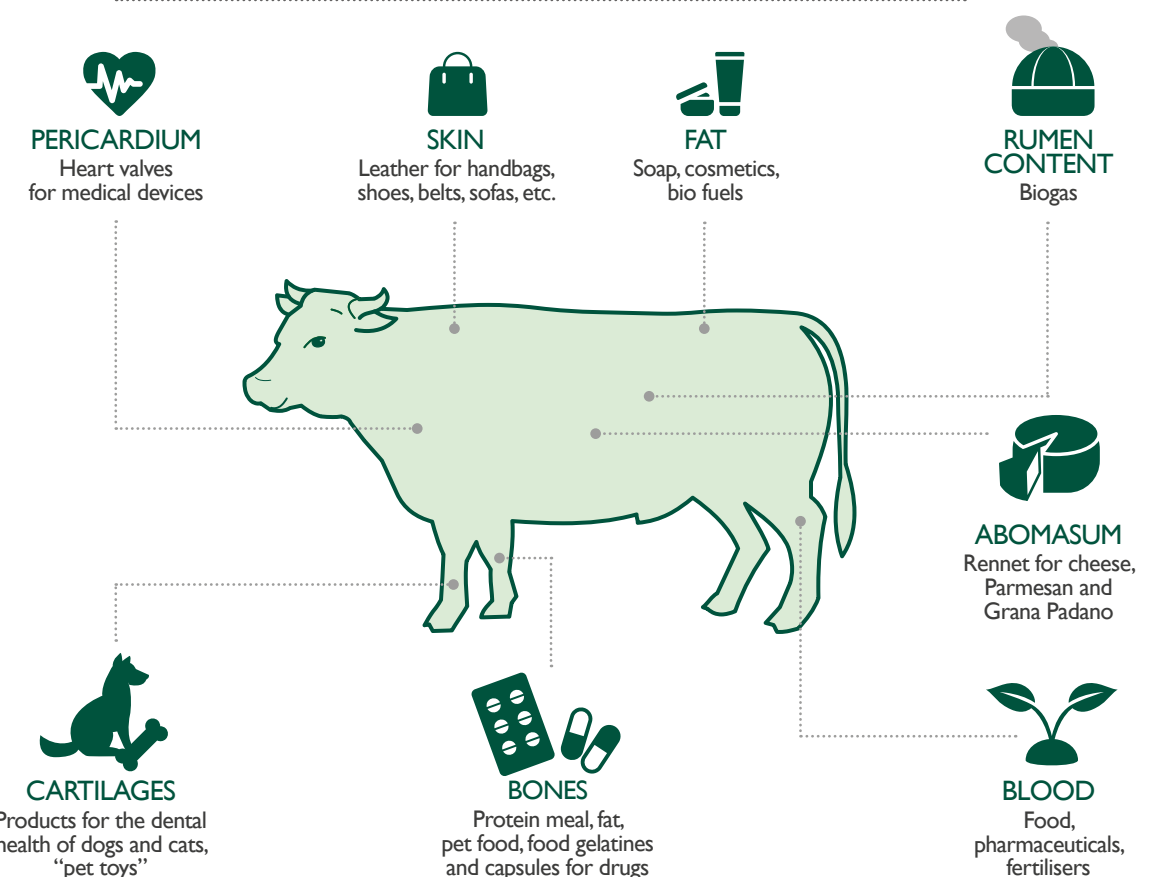 PERICARDIUM
Heart valves
for medical devices
SKIN
Leather for handbags,
shoes, belts, sofas, etc.
FAT
Soap, cosmetics,
bio fuels
RUMEN
CONTENT
Biogas
ABOMASUM
Rennet for cheese,
Parmesan and
Grana Padano
CARTILAGES
Products for the dental
health of dogs and cats,
“pet toys”
BONES
Protein meal, fat,
pet food, food gelatines
and capsules for drugs
BLOOD
Food,
pharmaceuticals,
fertilisers